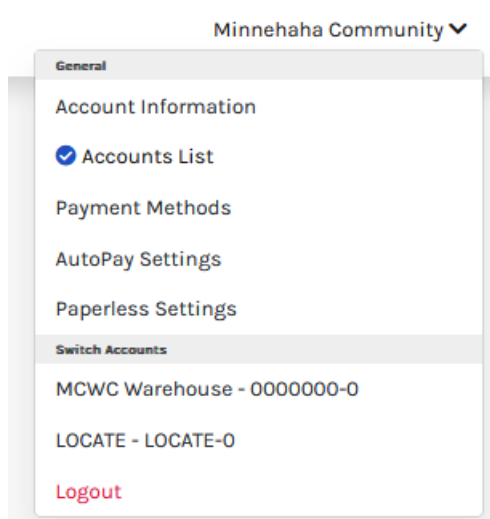 Minnehaha Community
General
Account Information
Accounts List
Payment Methods
AutoPay Settings
Paperless Settings
Switch Accounts
MCWC Warehouse - 0000000-0
LOCATE - LOCATE-0
Logout